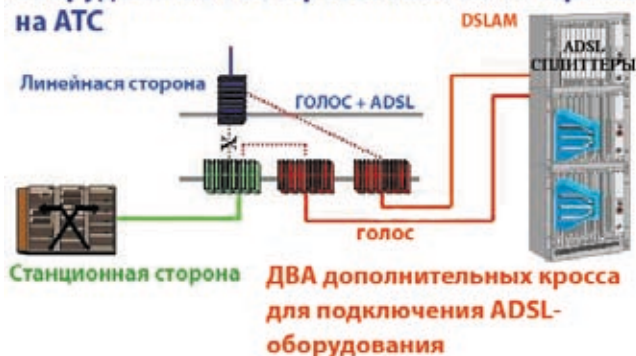 на АТС
DSLAM
ADSL
СПЛИТТЕРЫ
Линейнася сторона
ГОЛОС + ADSL
голос
Станционная сторона
ДВА дополнительных кросса
для подключения ADSL-
оборудования